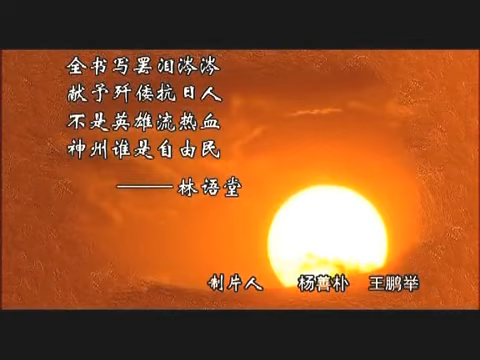 全书写罢泪涔涔
献予歼倭抗日人
不是英雄流热血
神州谁是自由民
——林语堂
制片人 杨善朴 王鹏举